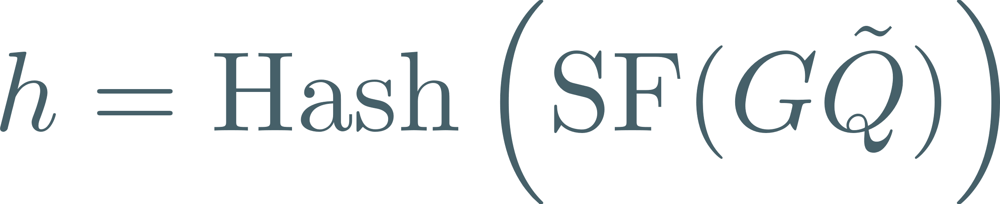 h = Hash(SF(GQ̃))